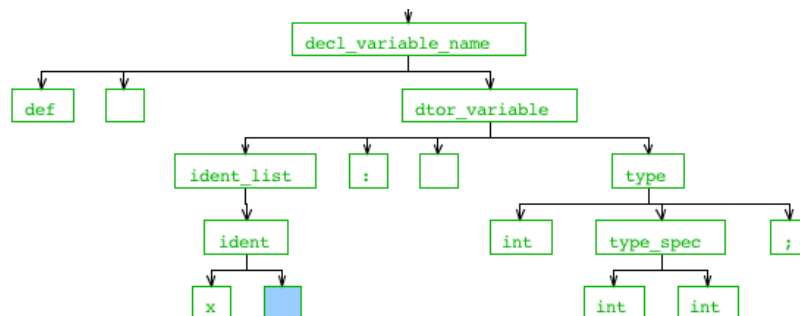 decl_variable_name
def
dtor_variable
ident_list : type
ident int type_spec ;
x int int